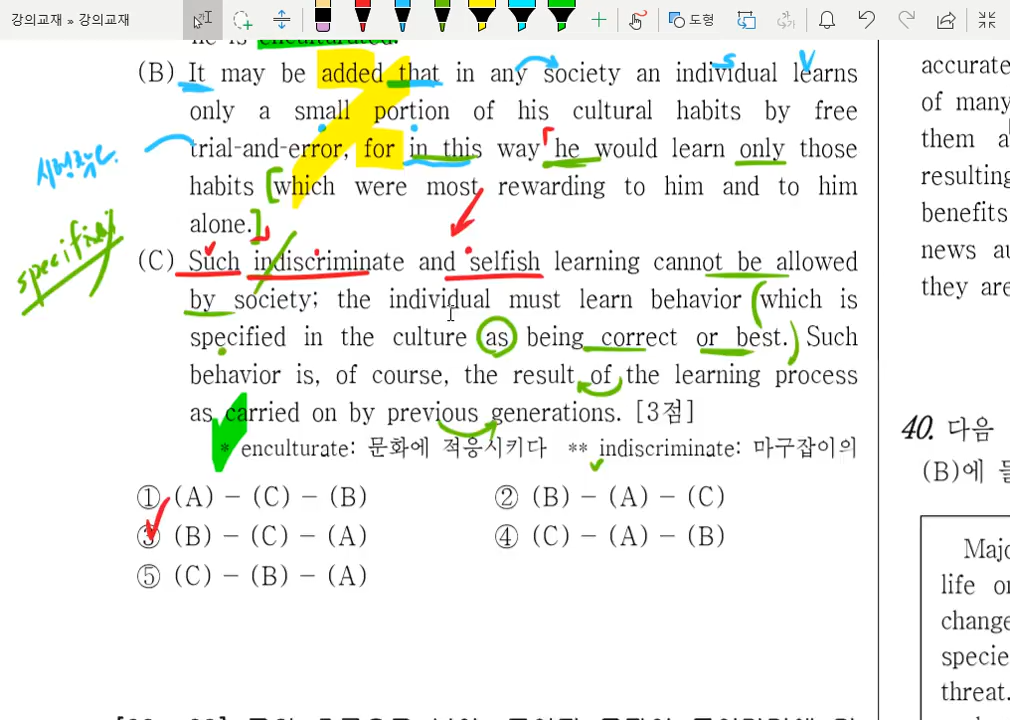 강의교재 » 강의교재
도형
he is enculturated.
(B) It may be added that in any society an individual learns
only a small portion of his cultural habits by free
trial-and-error, for in this way he would learn only those
habits which were most rewarding to him and to him
alone.
(C) Such indiscriminate and selfish learning cannot be allowed
by society; the individual must learn behavior which is
specified in the culture as being correct or best. Such
behavior is, of course, the result of the learning process
as carried on by previous generations. [3점]
* enculturate: 문화에 적응시키다 ** indiscriminate: 마구잡이의
① (A) - (C) - (B)
② (B) - (A) - (C)
③ (B) - (C) - (A)
④ (C) - (A) - (B)
⑤ (C) - (B) - (A)
S
V
accurate
of many
them a
resulting
benefits
news au
they are
40. 다음
(B)에 들
Majo
life on
change
specie
threat.